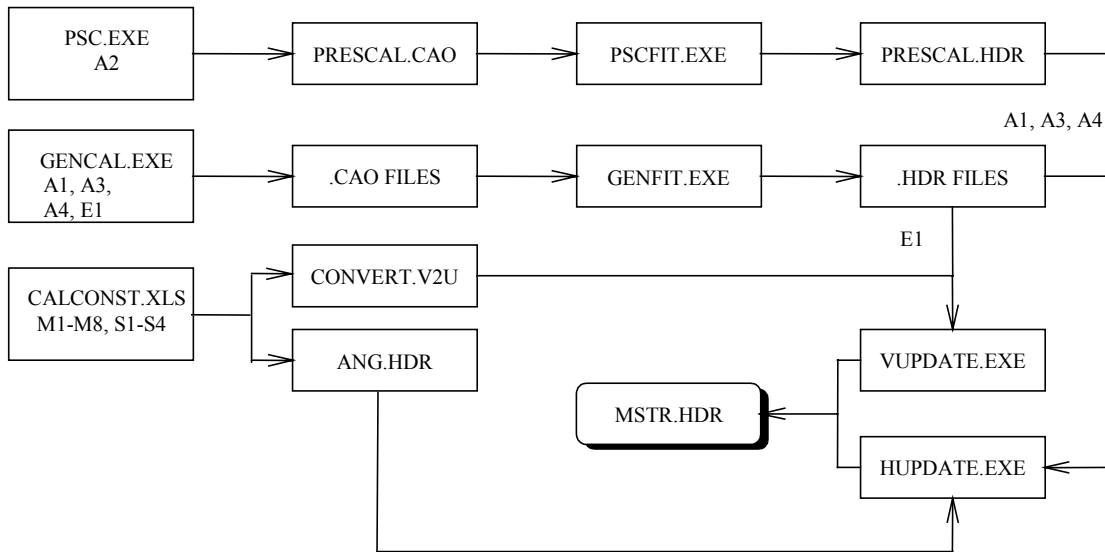 PSC.EXE
A2
PRESCAL.CAO
PSCFIT.EXE
PRESCAL.HDR
A1, A3, A4
GENCAL.EXE
A1, A3,
A4, E1
.CAO FILES
GENFIT.EXE
.HDR FILES
E1
CALCONST.XLS
M1-M8, S1-S4
CONVERT.V2U
ANG.HDR
VUPDATE.EXE
MSTR.HDR
HUPDATE.EXE